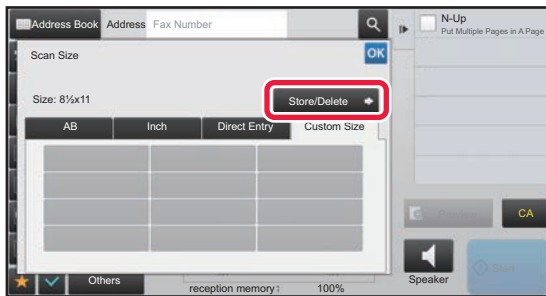 Address Book Address Fax Number
N-Up
Put Multiple Pages in A Page
Scan Size
OK
Size: 8½x11
Store/Delete
AB Inch Direct Entry Custom Size
CA
Others
reception memory: 100%
Speaker
Start